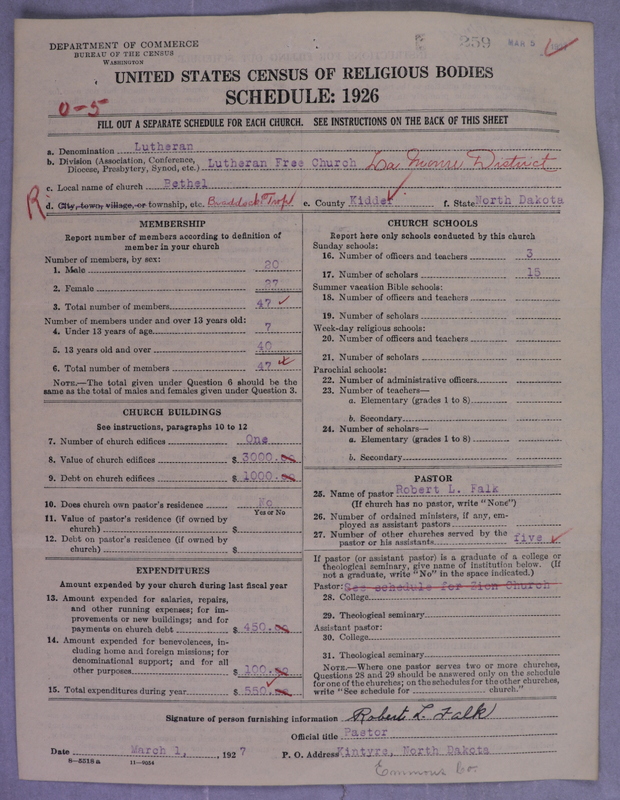 DEPARTMENT OF COMMERCE
BUREAU OF THE CENSUS
WASHINGTON
E 259 MAR 5
UNITED STATES CENSUS OF RELIGIOUS BODIES
SCHEDULE: 1926
0-5
FILL OUT A SEPARATE SCHEDULE FOR EACH CHURCH. SEE INSTRUCTIONS ON THE BACK OF THIS SHEET
a. Denomination Lutheran
b. Division (Association, Conference, Diocese, Presbytery, Synod, etc.) Lutheran Free Church La Moure District
c. Local name of church Bethel
R d. City, town, village, or township, etc. Braddock Twp e. County Kidder f. State North Dakota
MEMBERSHIP
Report number of members according to definition of
member in your church
Number of members, by sex:
1. Male 20
2. Female 27
3. Total number of members 47
Number of members under and over 13 years old:
4. Under 13 years of age 7
5. 13 years old and over 40
6. Total number of members 47
NOTE.—The total given under Question 6 should be
same as the total of males and females given under Question 3.
CHURCH BUILDINGS
See instructions, paragraphs 10 to 12
7. Number of church edifices One
8. Value of church edifices $ 3000.00
9. Debt on church edifices $ 1000.00
10. Does church own pastor's residence? No
Yes or No
11. Value of pastor's residence (if owned by
church) $
12. Debt on pastor's residence (if owned by
church) $
EXPENDITURES
Amount expended by your church during last fiscal year
13. Amount expended for salaries, repairs,
and other running expenses; for im-
provements or new buildings; and for
payments on church debt $ 450.00
14. Amount expended for benevolences, in-
cluding home and foreign missions; for
denominational support; and for all
other purposes $ 100.00
15. Total expenditures during year $ 550.00
CHURCH SCHOOLS
Report here only schools conducted by this church
Sunday schools:
16. Number of officers and teachers 3
17. Number of scholars 15
Summer vacation Bible schools:
18. Number of officers and teachers
19. Number of scholars
Week-day religious schools:
20. Number of officers and teachers
21. Number of scholars
Parochial schools:
22. Number of administrative officers
23. Number of teachers—
a. Elementary (grades 1 to 8)
b. Secondary
24. Number of scholars—
a. Elementary (grades 1 to 8)
b. Secondary
PASTOR
25. Name of pastor Robert L. Falk
(If church has no pastor, write "None")
26. Number of ordained ministers, if any, em-
ployed as assistant pastors
27. Number of other churches served by the
pastor or his assistants five
If pastor (or assistant pastor) is a graduate of a college or
theological seminary, give name of institution below. (If
not a graduate, write "No" in the space indicated.)
Pastor: See schedule for Zion Church
28. College
29. Theological seminary
Assistant pastor:
30. College
31. Theological seminary
NOTE.—Where one pastor serves two or more churches,
Questions 28 and 29 should be answered only on the schedule
for one of the churches; on the schedules for the other churches,
write "See schedule for church."
Signature of person furnishing information Robert L. Falk
Official title Pastor
Date March 1, 1927 P. O. Address Kintyre, North Dakota
8—5518 a 11—9054
Emmons Co.